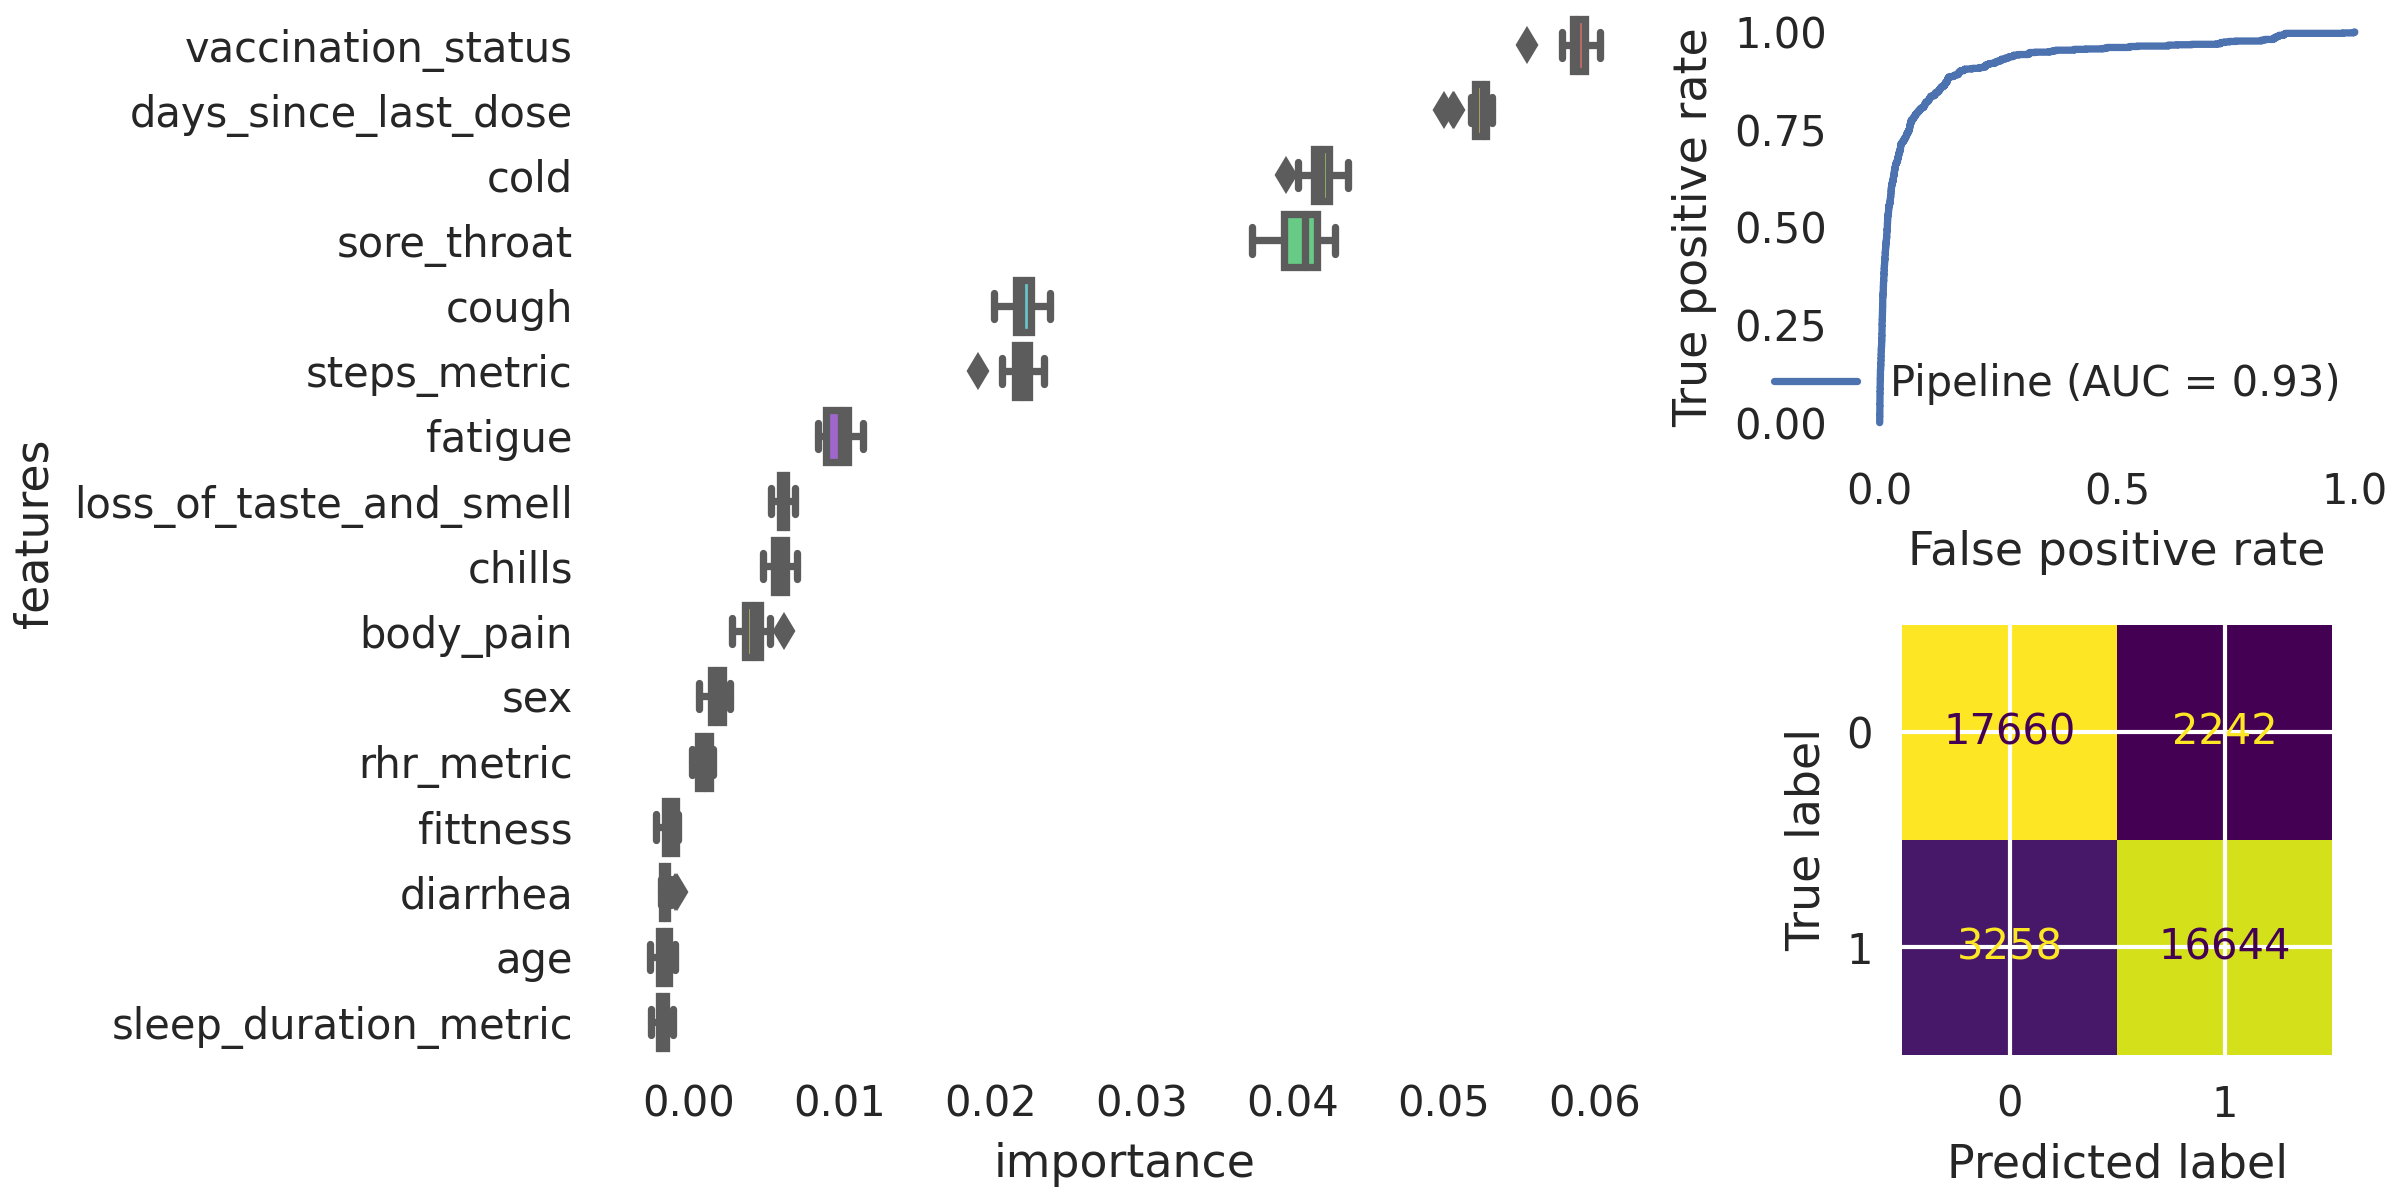 features
vaccination_status
days_since_last_dose
cold
sore_throat
cough
steps_metric
fatigue
loss_of_taste_and_smell
chills
body_pain
sex
rhr_metric
fittness
diarrhea
age
sleep_duration_metric
0.00 0.01 0.02 0.03 0.04 0.05 0.06
importance
True positive rate
1.00
0.75
0.50
0.25
0.00
Pipeline (AUC = 0.93)
0.0 0.5 1.0
False positive rate
True label
0
1
17660 2242
3258 16644
0 1
Predicted label